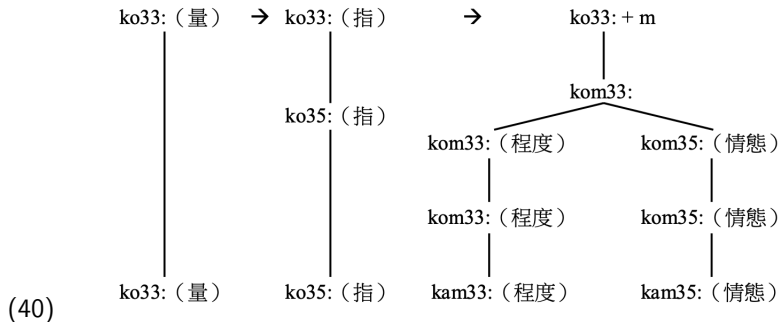 ko33:（量） → ko33:（指） → ko33: + m
kom33:
ko35:（指）
kom33:（程度） kom35:（情態）
kom33:（程度） kom35:（情態）
(40) ko33:（量） ko35:（指） kam33:（程度） kam35:（情態）